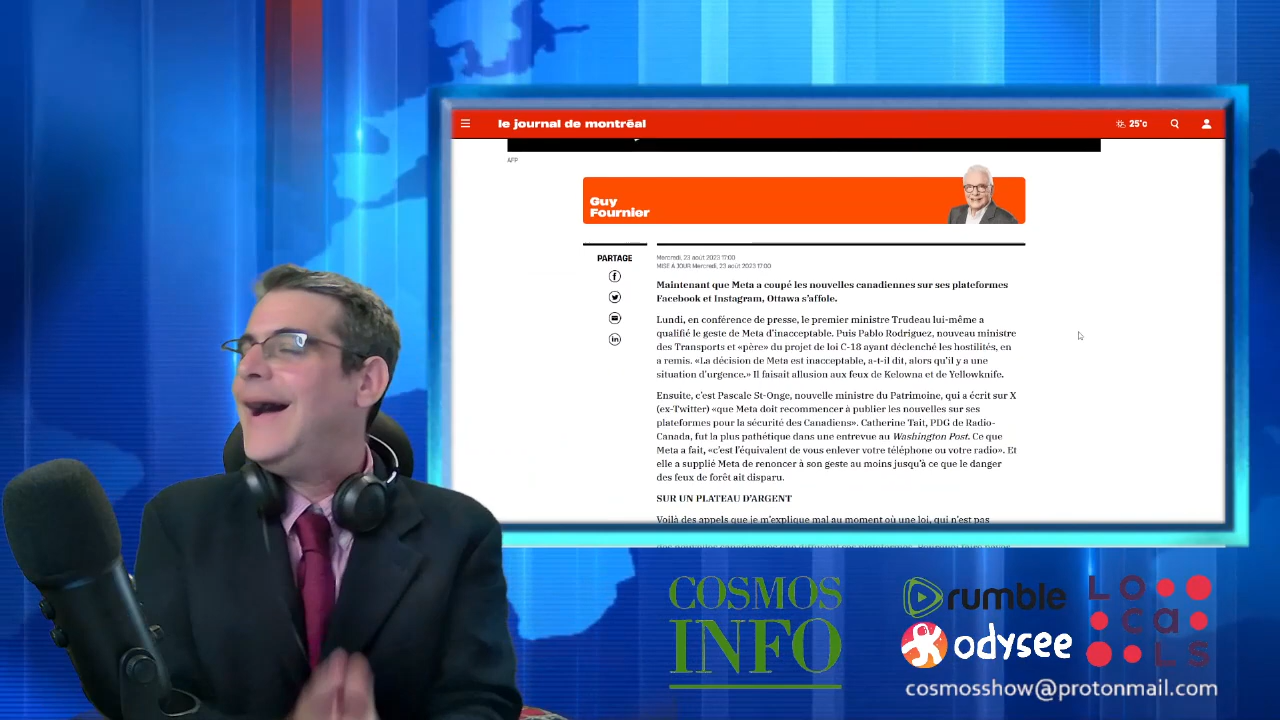 le journal de montréal
25°C
AFP
Guy
Fournier
PARTAGE
Mercredi, 23 août 2023 17:00
MISE À JOUR Mercredi, 23 août 2023 17:00
Maintenant que Meta a coupé les nouvelles canadiennes sur ses plateformes
Facebook et Instagram, Ottawa s'affole.
Lundi, en conférence de presse, le premier ministre Trudeau lui-même a
qualifié le geste de Meta d'inacceptable. Puis Pablo Rodriguez, nouveau ministre
des Transports et «père» du projet de loi C-18 ayant déclenché les hostilités, en
a remis. «La décision de Meta est inacceptable, a-t-il dit, alors qu'il y a une
situation d'urgence.» Il faisait allusion aux feux de Kelowna et de Yellowknife.
Ensuite, c'est Pascale St-Onge, nouvelle ministre du Patrimoine, qui a écrit sur X
(ex-Twitter) «que Meta doit recommencer à publier les nouvelles sur ses
plateformes pour la sécurité des Canadiens». Catherine Tait, PDG de Radio-
Canada, fut la plus pathétique dans une entrevue au Washington Post. Ce que
Meta a fait, «c'est l'équivalent de vous enlever votre téléphone ou votre radio». Et
elle a supplié Meta de renoncer à son geste au moins jusqu'à ce que le danger
des feux de forêt ait disparu.
SUR UN PLATEAU D'ARGENT
Voilà des appels que je m'explique mal au moment où une loi, qui n'est pas
COSMOS
INFO
rumble
odysee
LOcaLs
cosmosshow@protonmail.com